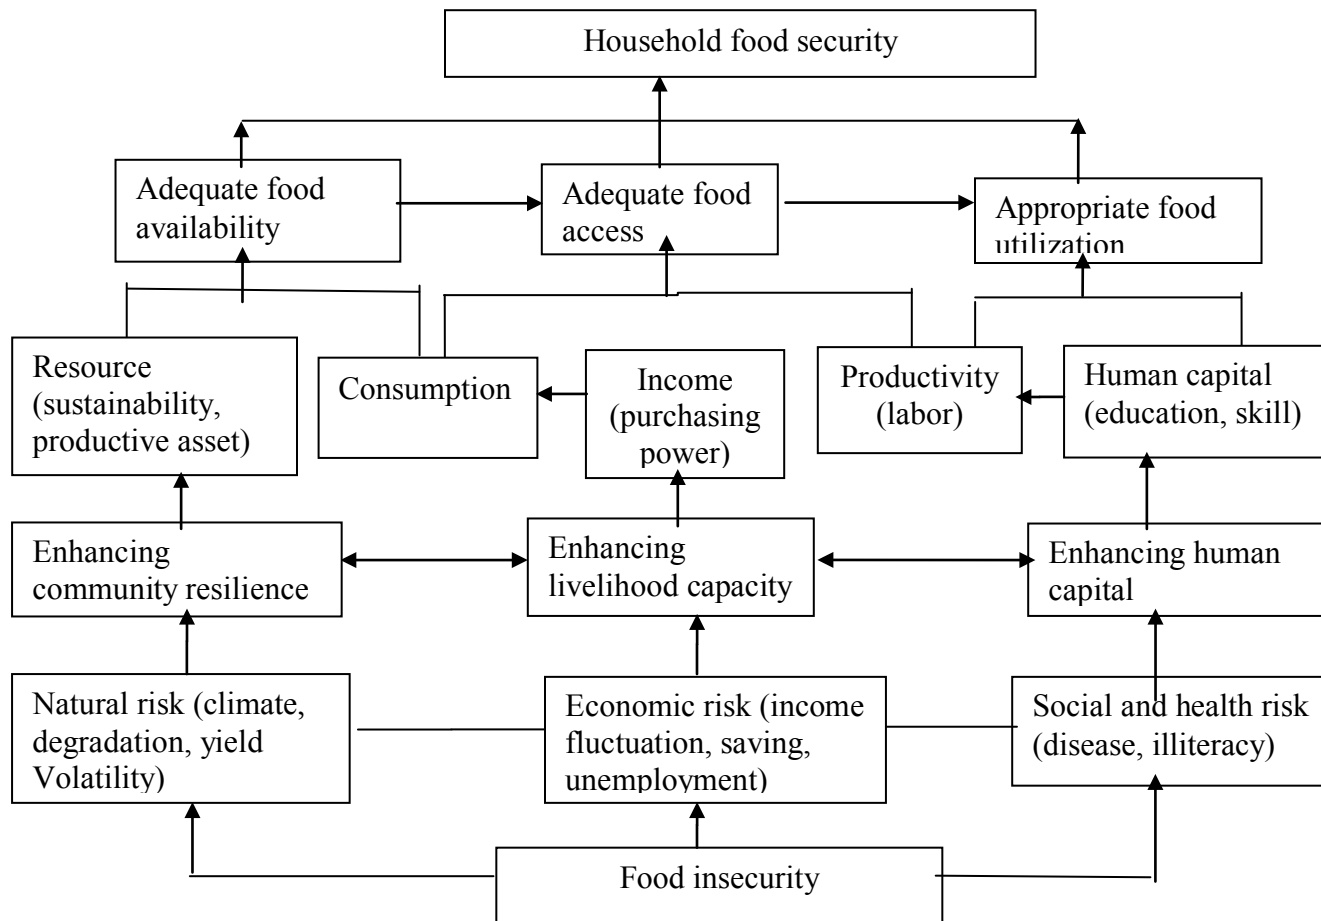 Household food security
Adequate food
availability
Adequate food
access
Appropriate food
utilization
Resource
(sustainability,
productive asset)
Consumption
Income
(purchasing
power)
Productivity
(labor)
Human capital
(education, skill)
Enhancing
community resilience
Enhancing
livelihood capacity
Enhancing human
capital
Natural risk (climate,
degradation, yield
Volatility)
Economic risk (income
fluctuation, saving,
unemployment)
Social and health risk
(disease, illiteracy)
Food insecurity